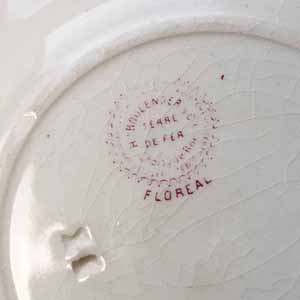 H. BOULENGER & Cie
TERRE
DE FER
FLOREAL